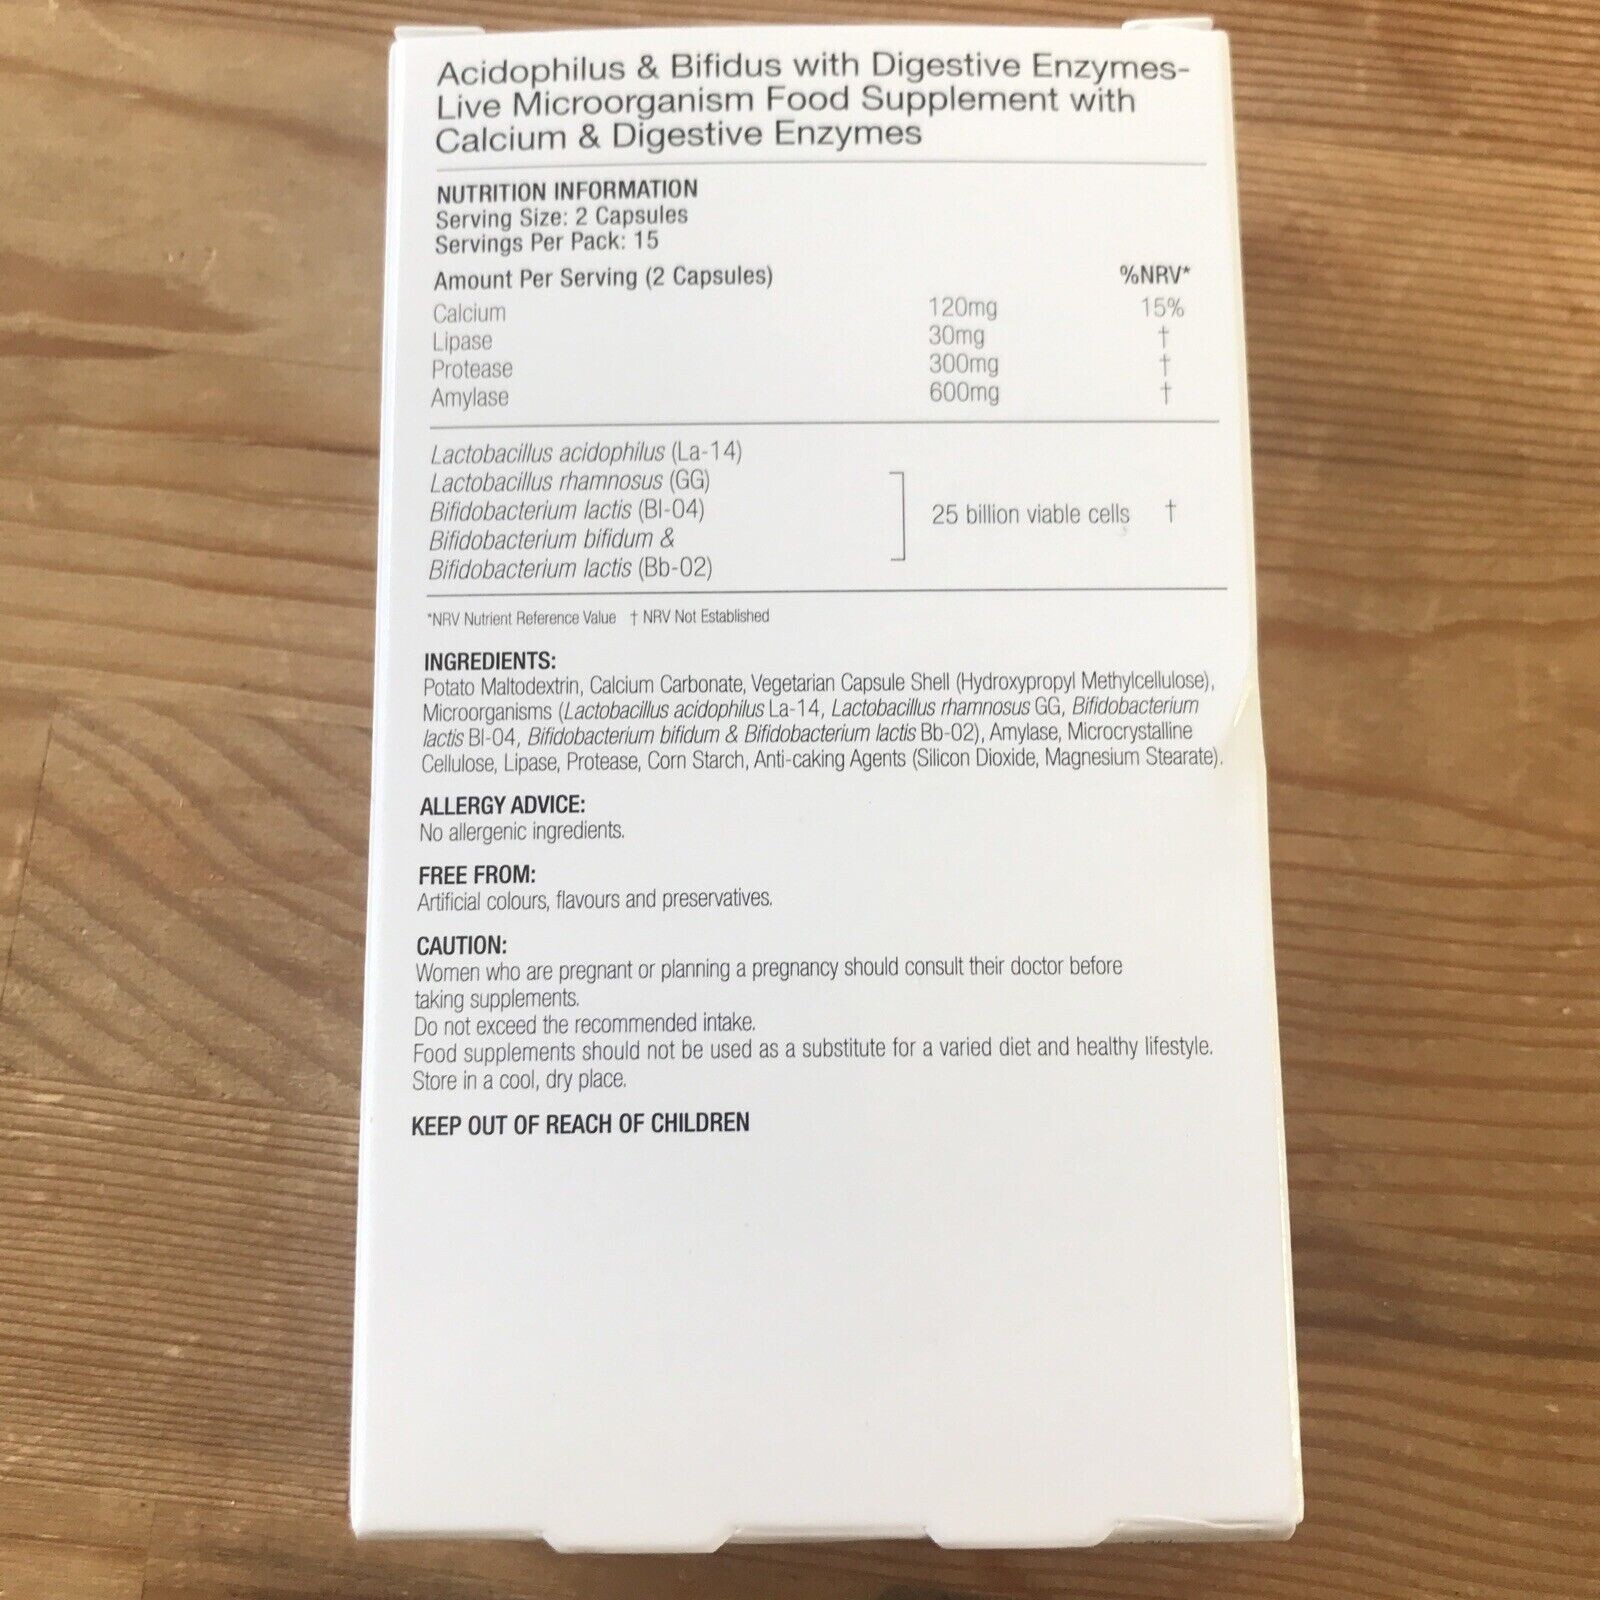 Acidophilus & Bifidus with Digestive Enzymes-
Live Microorganism Food Supplement with
Calcium & Digestive Enzymes
NUTRITION INFORMATION
Serving Size: 2 Capsules
Servings Per Pack: 15
Amount Per Serving (2 Capsules) %NRV*
Calcium 120mg 15%
Lipase 30mg †
Protease 300mg †
Amylase 600mg †
Lactobacillus acidophilus (La-14)
Lactobacillus rhamnosus (GG)
Bifidobacterium lactis (Bl-04) 25 billion viable cells †
Bifidobacterium bifidum &
Bifidobacterium lactis (Bb-02)
*NRV Nutrient Reference Value † NRV Not Established
INGREDIENTS:
Potato Maltodextrin, Calcium Carbonate, Vegetarian Capsule Shell (Hydroxypropyl Methylcellulose),
Microorganisms (Lactobacillus acidophilus La-14, Lactobacillus rhamnosus GG, Bifidobacterium
lactis Bl-04, Bifidobacterium bifidum & Bifidobacterium lactis Bb-02), Amylase, Microcrystalline
Cellulose, Lipase, Protease, Corn Starch, Anti-caking Agents (Silicon Dioxide, Magnesium Stearate).
ALLERGY ADVICE:
No allergenic ingredients.
FREE FROM:
Artificial colours, flavours and preservatives.
CAUTION:
Women who are pregnant or planning a pregnancy should consult their doctor before
taking supplements.
Do not exceed the recommended intake.
Food supplements should not be used as a substitute for a varied diet and healthy lifestyle.
Store in a cool, dry place.
KEEP OUT OF REACH OF CHILDREN